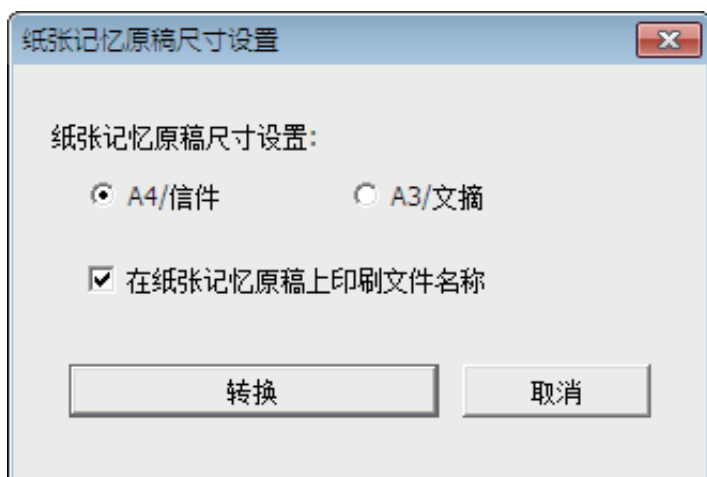 纸张记忆原稿尺寸设置
纸张记忆原稿尺寸设置:
A4/信件 A3/文摘
在纸张记忆原稿上印刷文件名称
转换 取消